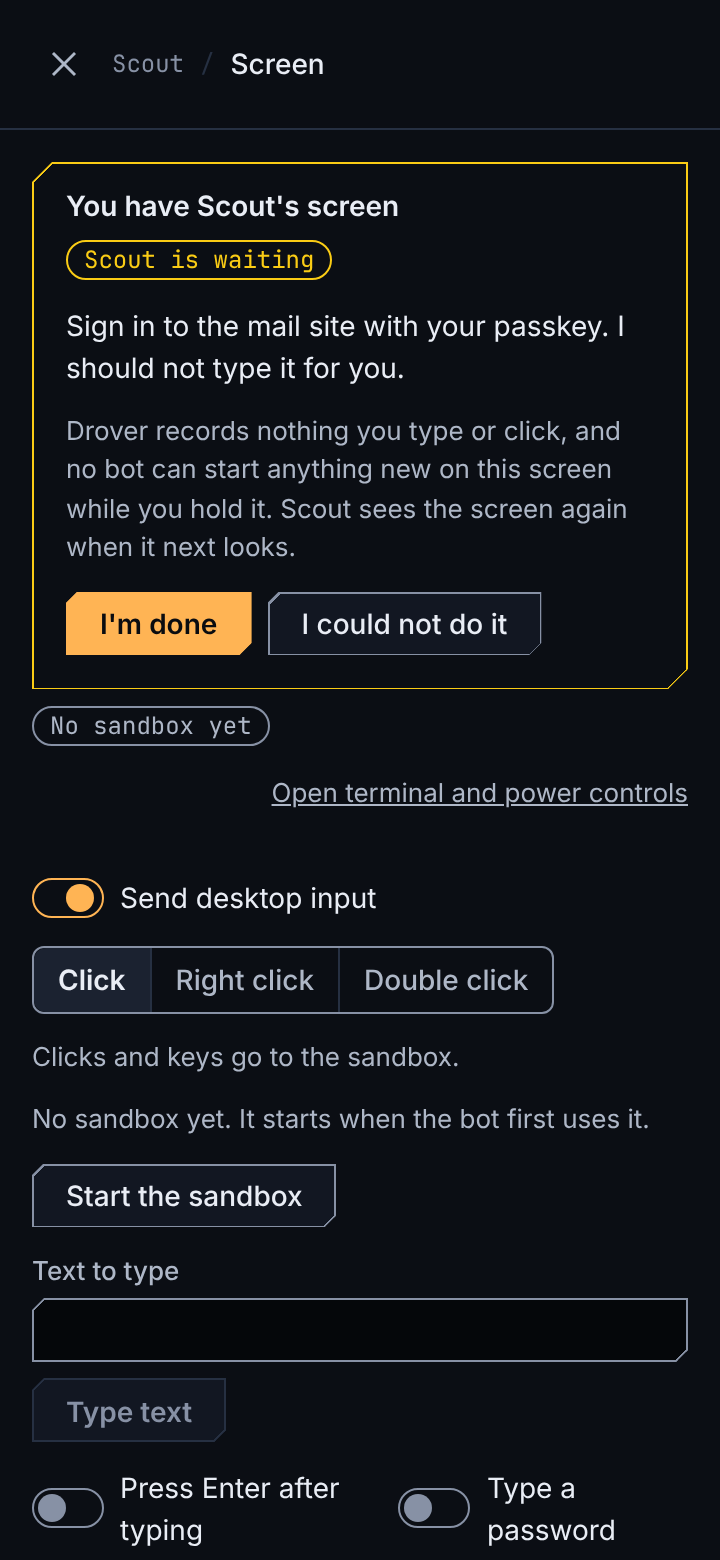 Scout / Screen
You have Scout's screen
Scout is waiting
Sign in to the mail site with your passkey. I
should not type it for you.
Drover records nothing you type or click, and
no bot can start anything new on this screen
while you hold it. Scout sees the screen again
when it next looks.
I'm done
I could not do it
No sandbox yet
Open terminal and power controls
Send desktop input
Click
Right click
Double click
Clicks and keys go to the sandbox.
No sandbox yet. It starts when the bot first uses it.
Start the sandbox
Text to type
Type text
Press Enter after
typing
Type a
password